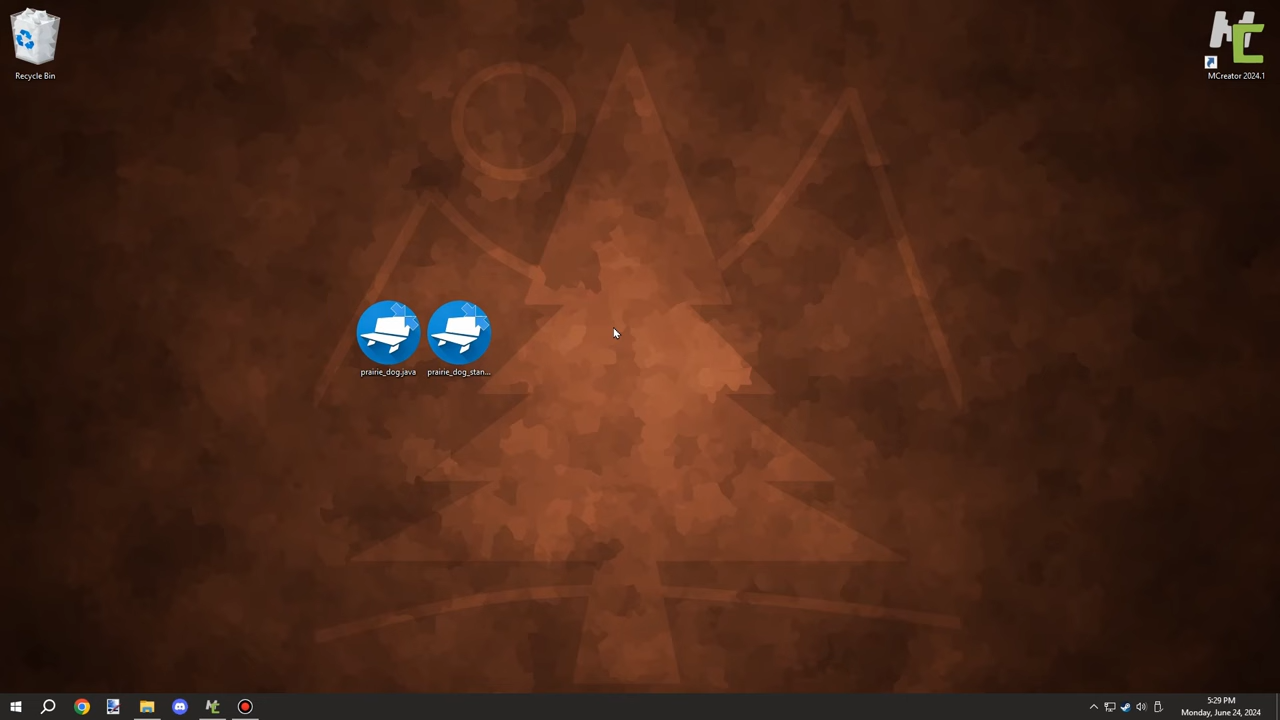 Recycle Bin
MCreator 2024.1
prairie_dog.java
prairie_dog_stan...
5:29 PM
Monday, June 24, 2024